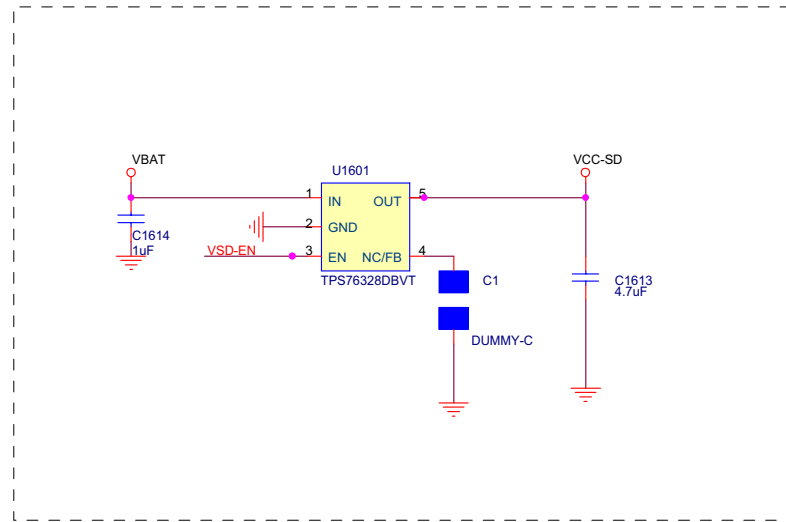 VBAT
VCC-SD
U1601
1 IN OUT 5
2 GND
C1614
1uF
VSD-EN 3 EN NC/FB 4
TPS76328DBVT
C1
C1613
4.7uF
DUMMY-C